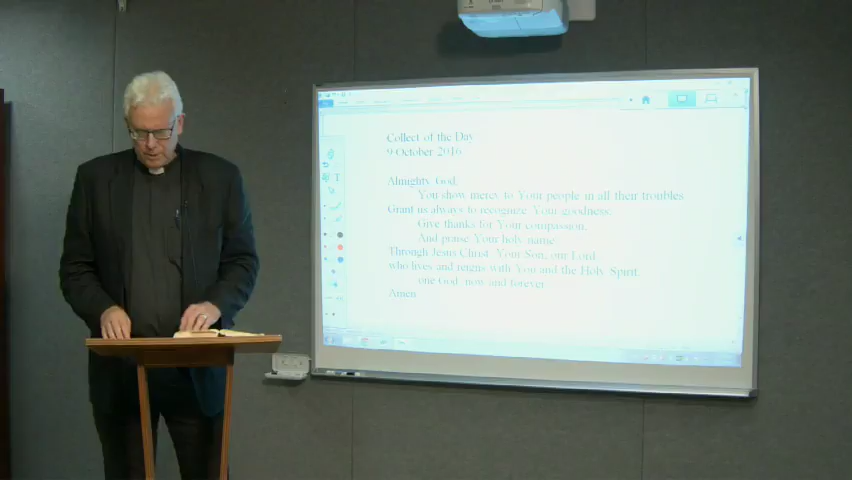 Collect of the Day
9 October 2016
Almighty God,
You show mercy to Your people in all their troubles
Grant us always to recognize Your goodness:
Give thanks for Your compassion,
And praise Your holy name
Through Jesus Christ Your Son, our Lord
who lives and reigns with You and the Holy Spirit,
one God now and forever
Amen